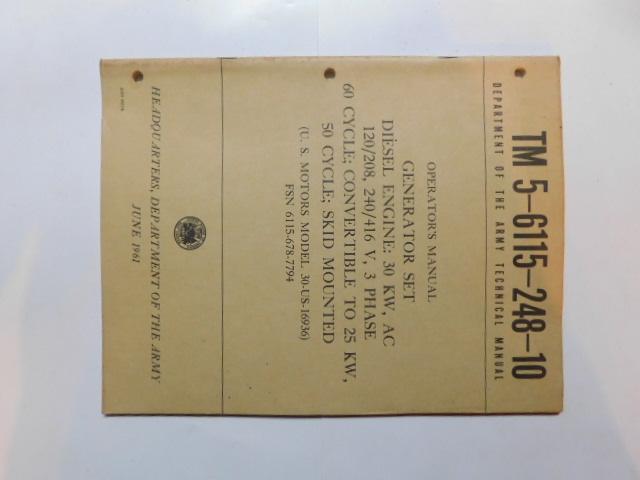 TM 5-6115-248-10
DEPARTMENT OF THE ARMY TECHNICAL MANUAL
OPERATOR'S MANUAL
GENERATOR SET
DIESEL ENGINE: 30 KW, AC
120/208, 240/416 V, 3 PHASE
60 CYCLE; CONVERTIBLE TO 25 KW,
50 CYCLE; SKID MOUNTED
(U. S. MOTORS MODEL 30-US-16936)
FSN 6115-678-7794
HEADQUARTERS, DEPARTMENT OF THE ARMY
JUNE 1961